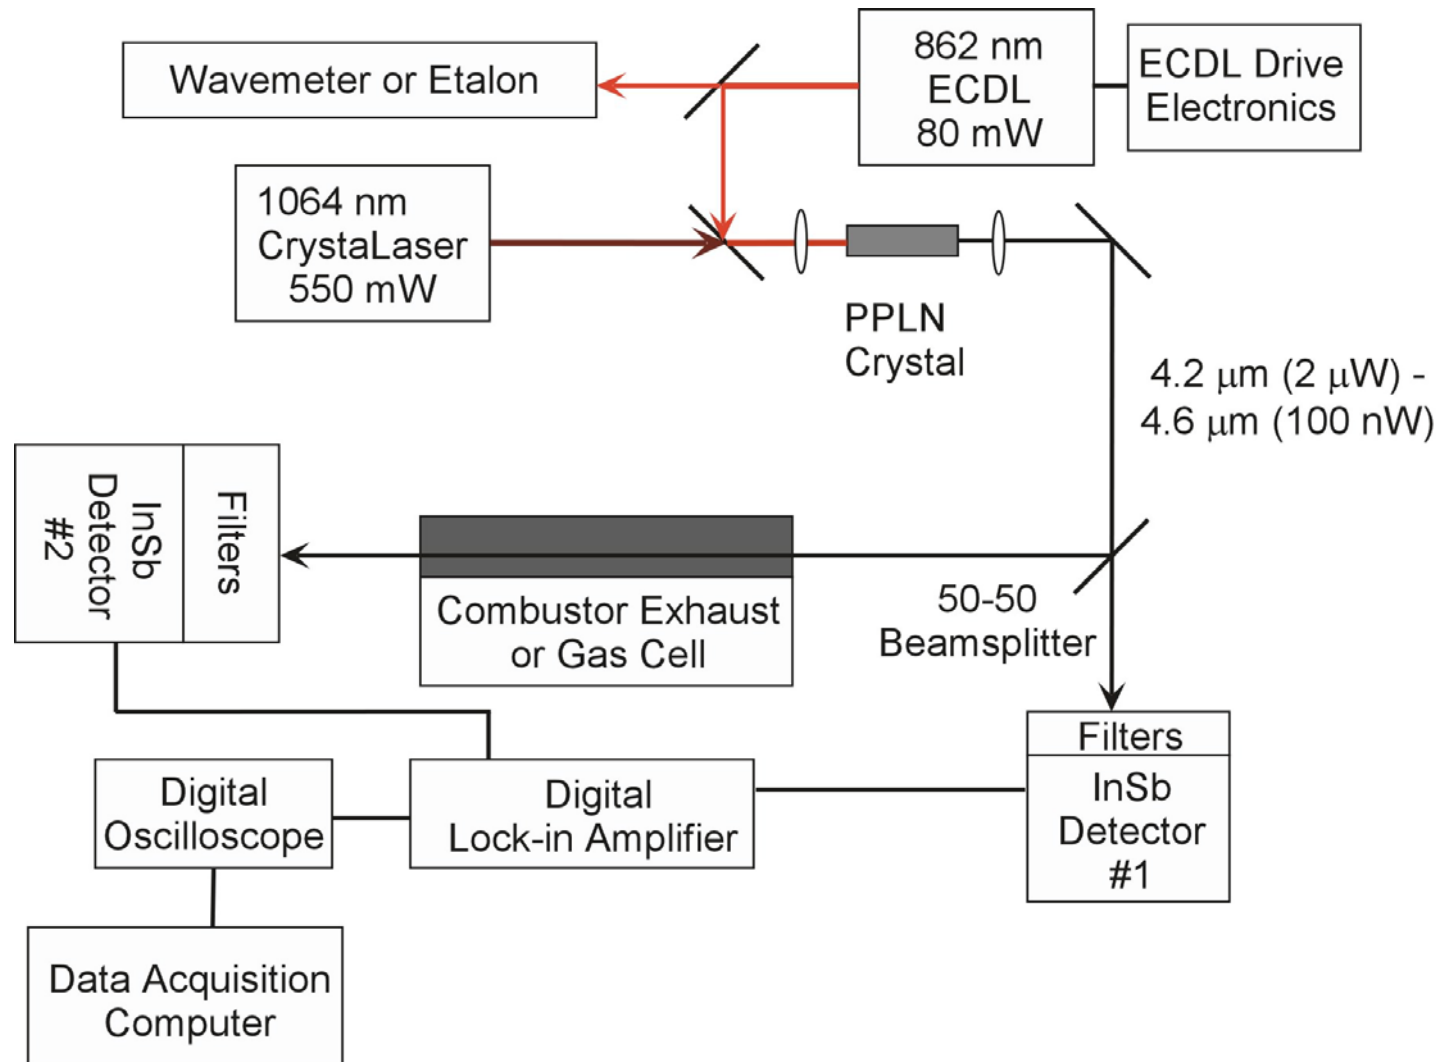 Wavemeter or Etalon
862 nm
ECDL
80 mW
ECDL Drive
Electronics
1064 nm
CrystaLaser
550 mW
PPLN
Crystal
4.2 μm (2 μW) -
4.6 μm (100 nW)
InSb
Detector
#2
Filters
Combustor Exhaust
or Gas Cell
50-50
Beamsplitter
Filters
InSb
Detector
#1
Digital
Oscilloscope
Digital
Lock-in Amplifier
Data Acquisition
Computer